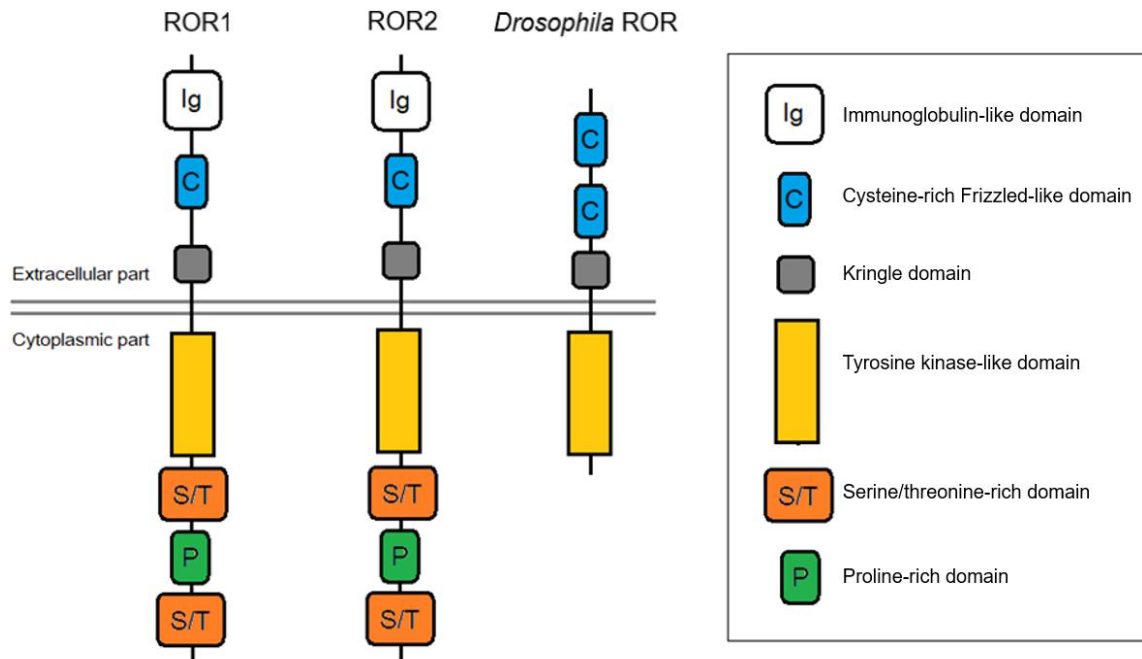 ROR1 ROR2 Drosophila ROR
Ig Ig
C C C
C
Extracellular part
Cytoplasmic part
S/T S/T
P P
S/T S/T
Ig Immunoglobulin-like domain
C Cysteine-rich Frizzled-like domain
Kringle domain
Tyrosine kinase-like domain
S/T Serine/threonine-rich domain
P Proline-rich domain